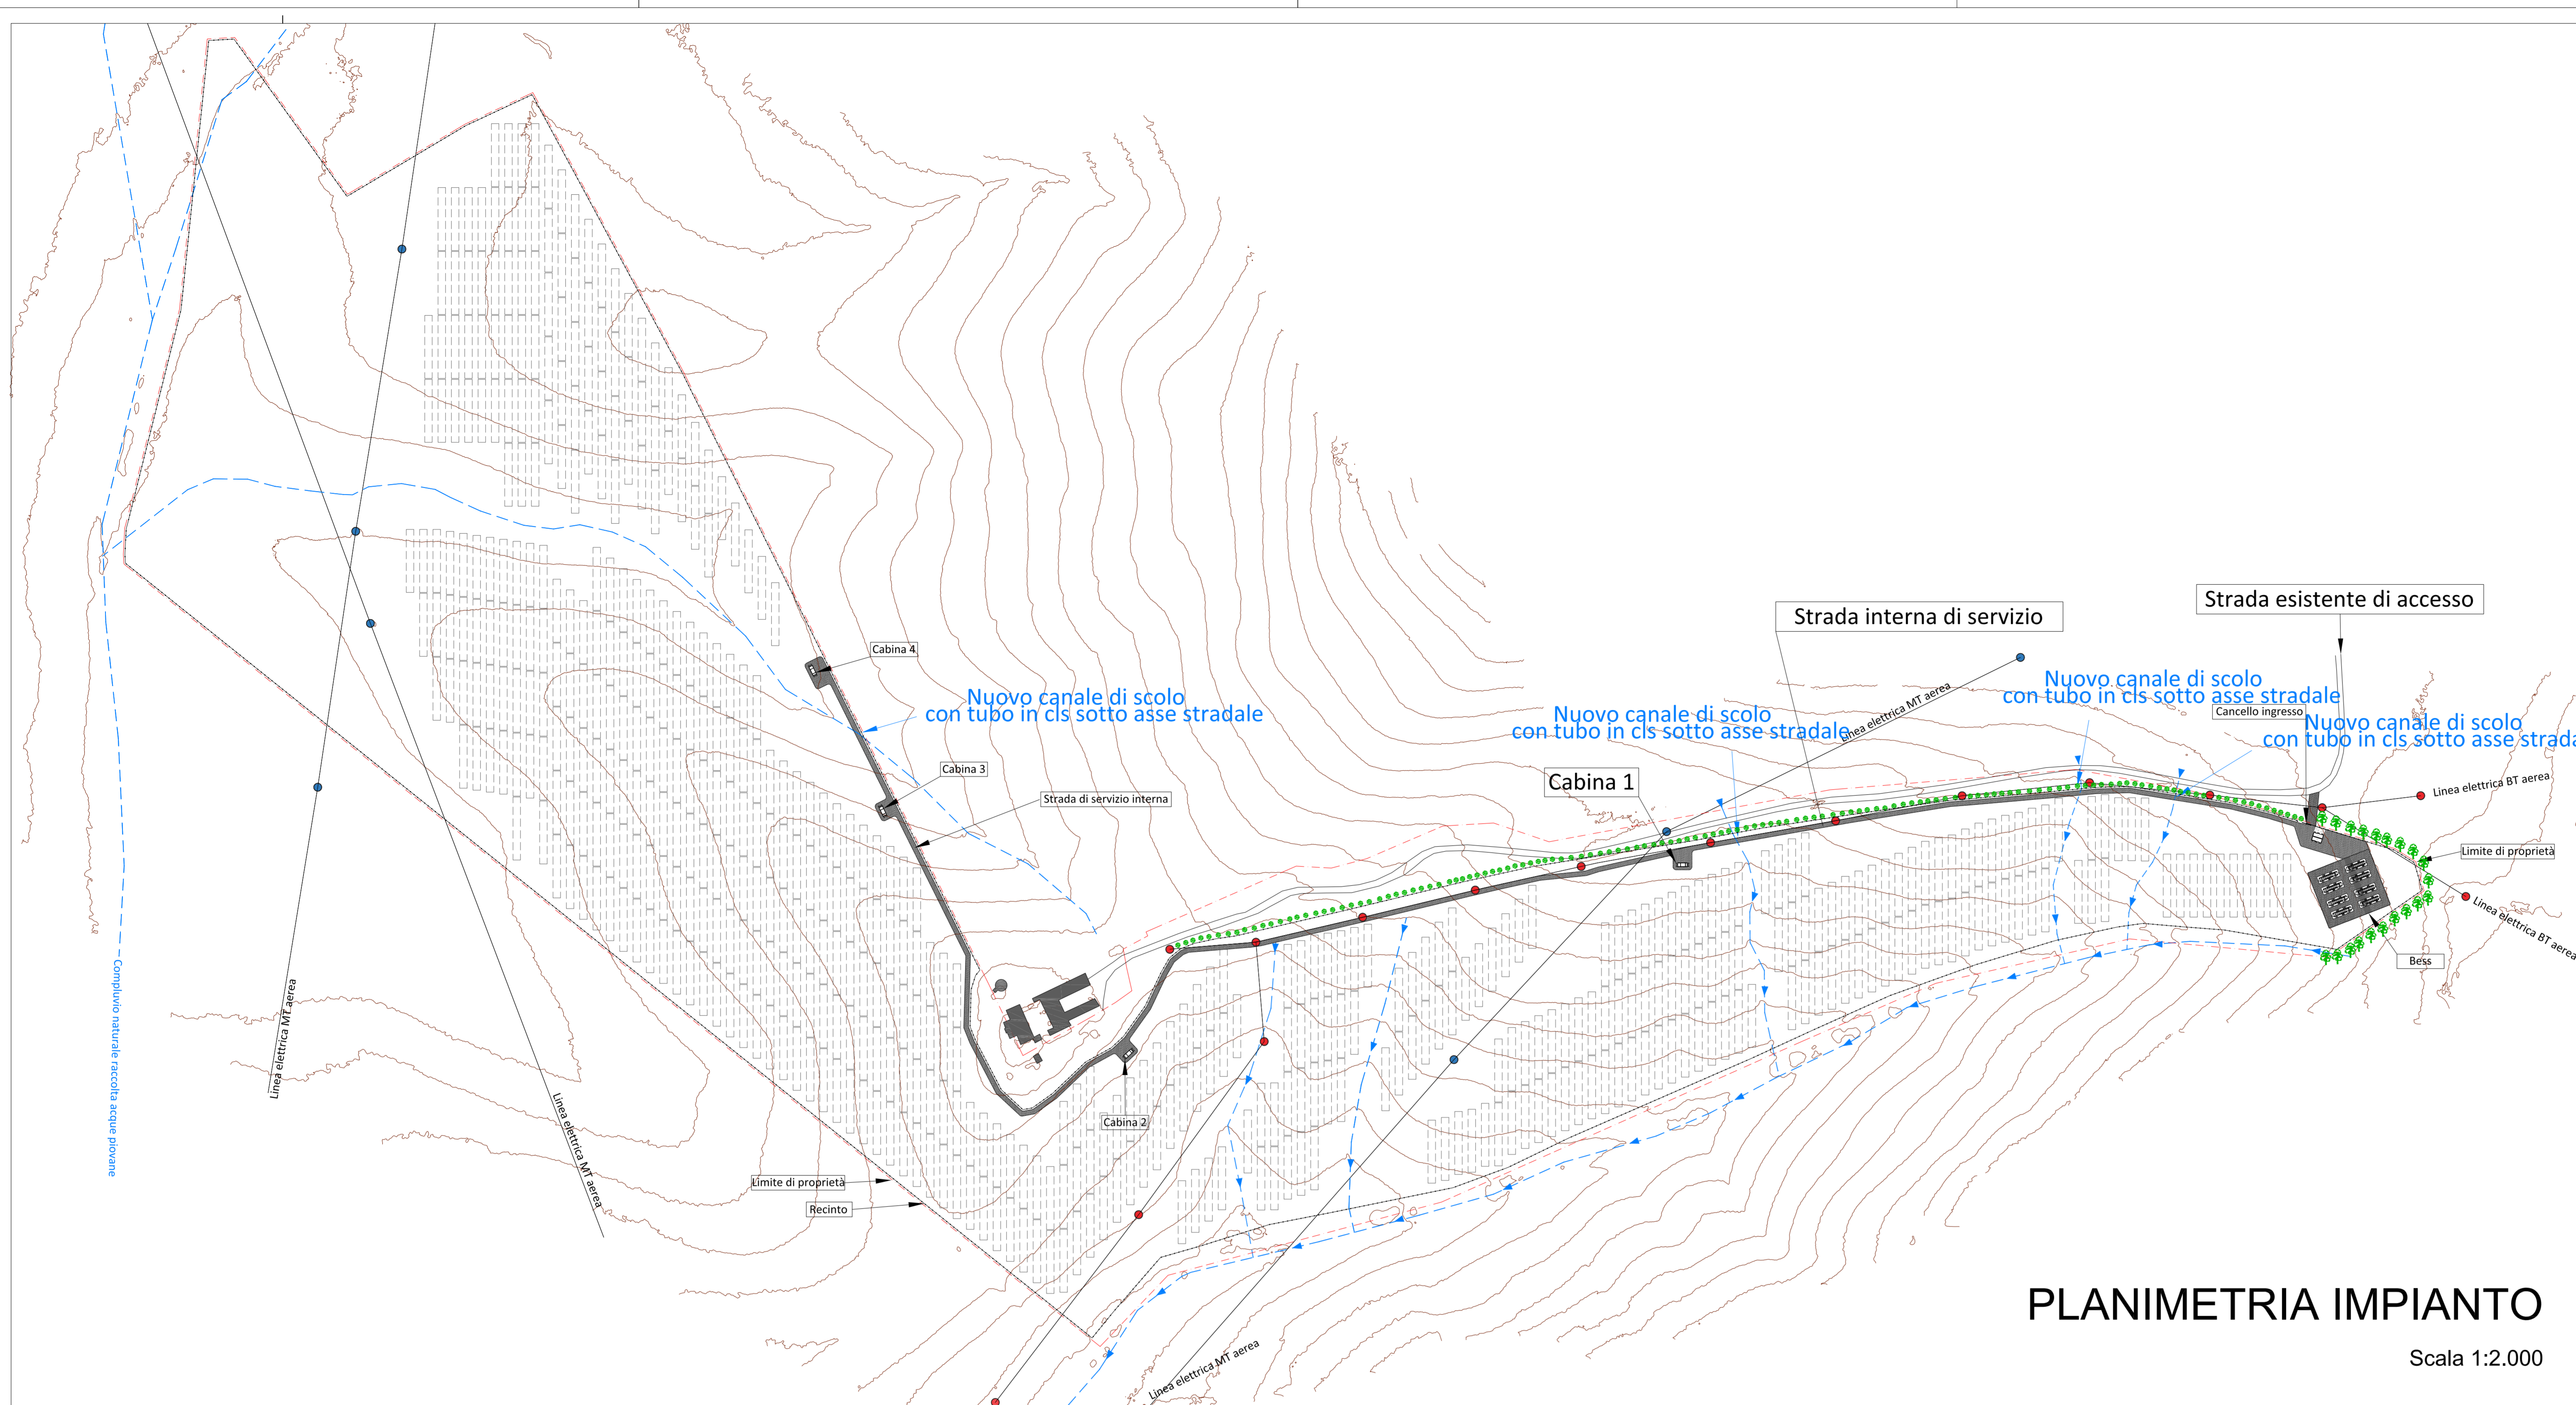 Strada esistente di accesso
Strada interna di servizio
Cabina 4
Nuovo canale di scolo
con tubo in cls sotto asse stradale
Nuovo canale di scolo
con tubo in cls sotto asse stradale
Linea elettrica MT aerea
Nuovo canale di scolo
con tubo in cls sotto asse stradale
Cancello ingresso
Nuovo canale di scolo
con tubo in cls sotto asse strada
Cabina 3
Cabina 1
Strada di servizio interna
Linea elettrica BT aerea
Limite di proprietà
Linea elettrica BT aerea
Bess
Compluvio naturale raccolta acque piovane
Linea elettrica MT aerea
Linea elettrica MT aerea
Cabina 2
Limite di proprietà
Recinto
Linea elettrica MT aerea
PLANIMETRIA IMPIANTO
Scala 1:2.000